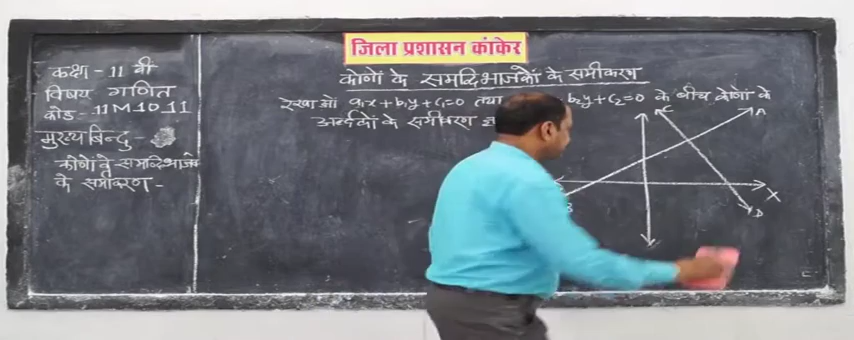 जिला प्रशासन कांकेर
कक्षा - 11 वीं
विषय गणित
कोड - 11M1011
मुख्य बिन्दु -
कोणों के समद्विभाजकों
के समीकरण -
कोणों के समद्विभाजकों के समीकरण
रेखाओं a₁x + b₁y + c₁ = 0 तथा b₂y + c₂ = 0 के बीच कोणों के
अर्द्धकों के समीकरण
A
B
C
D
X